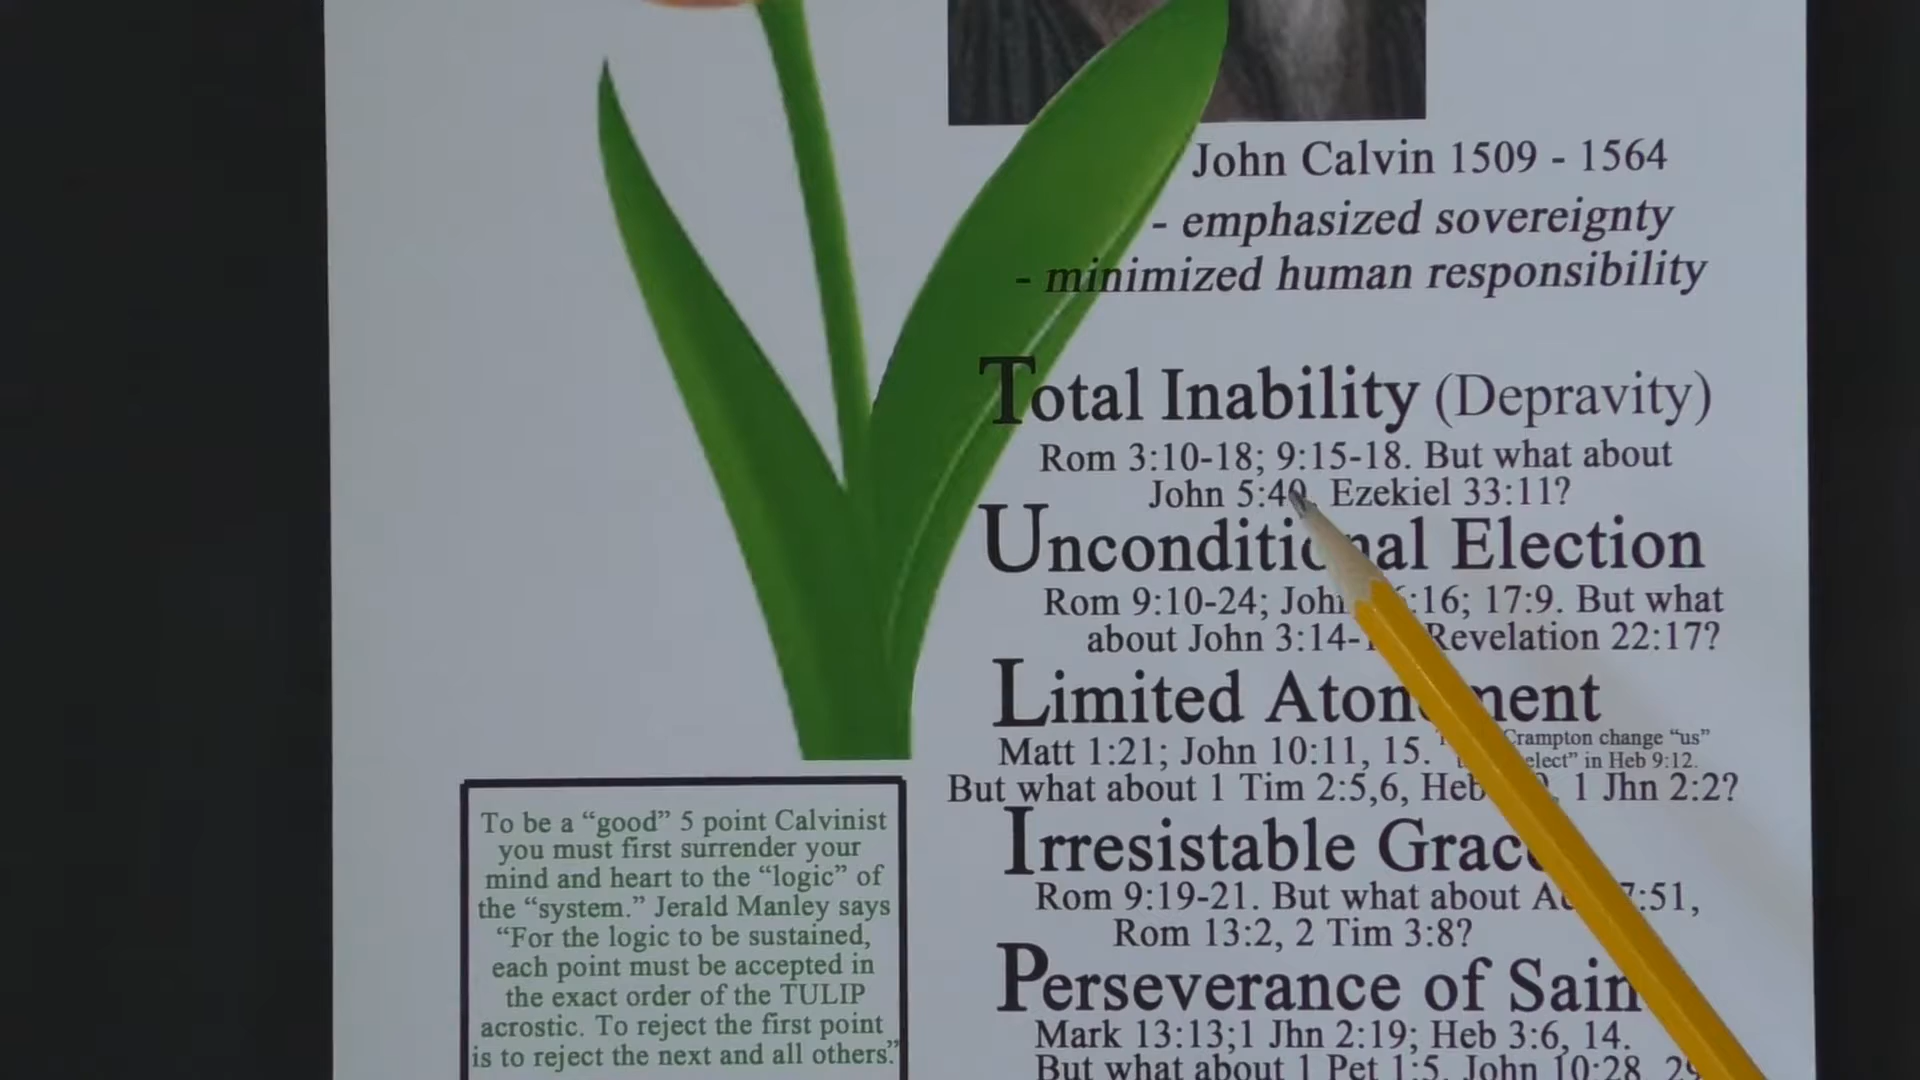 John Calvin 1509 - 1564
- emphasized sovereignty
- minimized human responsibility
Total Inability (Depravity)
Rom 3:10-18; 9:15-18. But what about
John 5:40, Ezekiel 33:11?
Unconditional Election
Rom 9:10-24; John :16; 17:9. But what
about John 3:14- Revelation 22:17?
Limited Atonement
Matt 1:21; John 10:11, 15.
Crampton change “us”
elect” in Heb 9:12.
But what about 1 Tim 2:5,6, Heb 1 Jhn 2:2?
Irresistable Grace
Rom 9:19-21. But what about 7:51,
Rom 13:2, 2 Tim 3:8?
Perseverance of Sain
Mark 13:13;1 Jhn 2:19; Heb 3:6, 14.
But what about 1 Pet 1:5, John 10:28,
To be a “good” 5 point Calvinist
you must first surrender your
mind and heart to the “logic” of
the “system.” Jerald Manley says
“For the logic to be sustained,
each point must be accepted in
the exact order of the TULIP
acrostic. To reject the first point
is to reject the next and all others.”